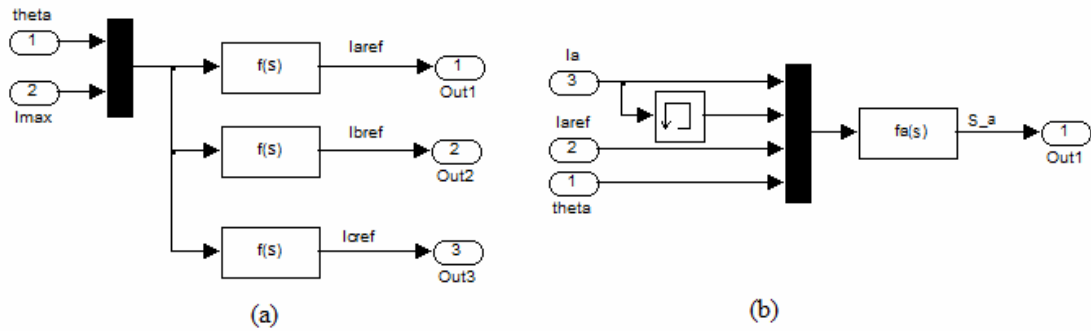 theta
1
2
Imax
f(s)
Iaref
1
Out1
f(s)
Ibref
2
Out2
f(s)
Icref
3
Out3
(a)
Ia
3
Iaref
2
1
theta
fa(s)
S_a
1
Out1
(b)